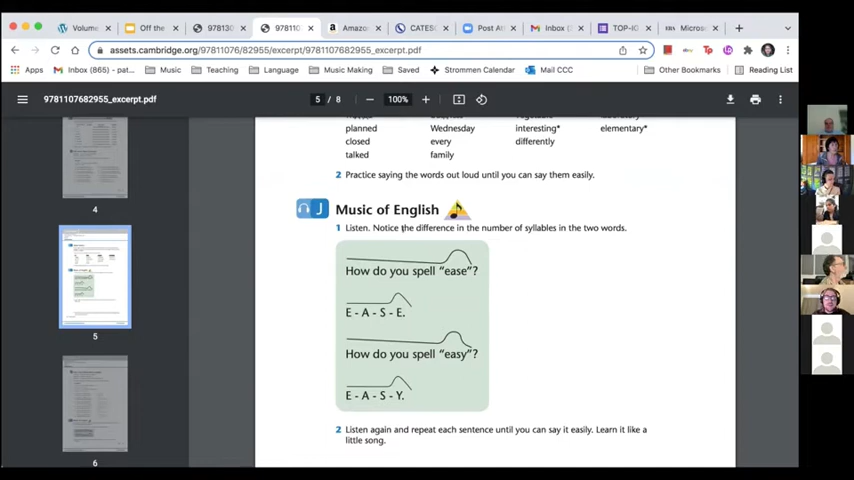 Volume
Off the
978130
978110
Amazo
CATES
Post At
Inbox (
TOP-IO
Micros
assets.cambridge.org/97811076/82955/excerpt/9781107682955_excerpt.pdf
Apps
Inbox (865) - pat...
Music
Teaching
Language
Music Making
Saved
Strommen Calendar
Mail CCC
Other Bookmarks
Reading List
9781107682955_excerpt.pdf
5 / 8
100%
planned Wednesday interesting* elementary*
closed every differently
talked family
2 Practice saying the words out loud until you can say them easily.
J Music of English
1 Listen. Notice the difference in the number of syllables in the two words.
How do you spell “ease”?
E - A - S - E.
How do you spell “easy”?
E - A - S - Y.
2 Listen again and repeat each sentence until you can say it easily. Learn it like a
little song.
4
5
6